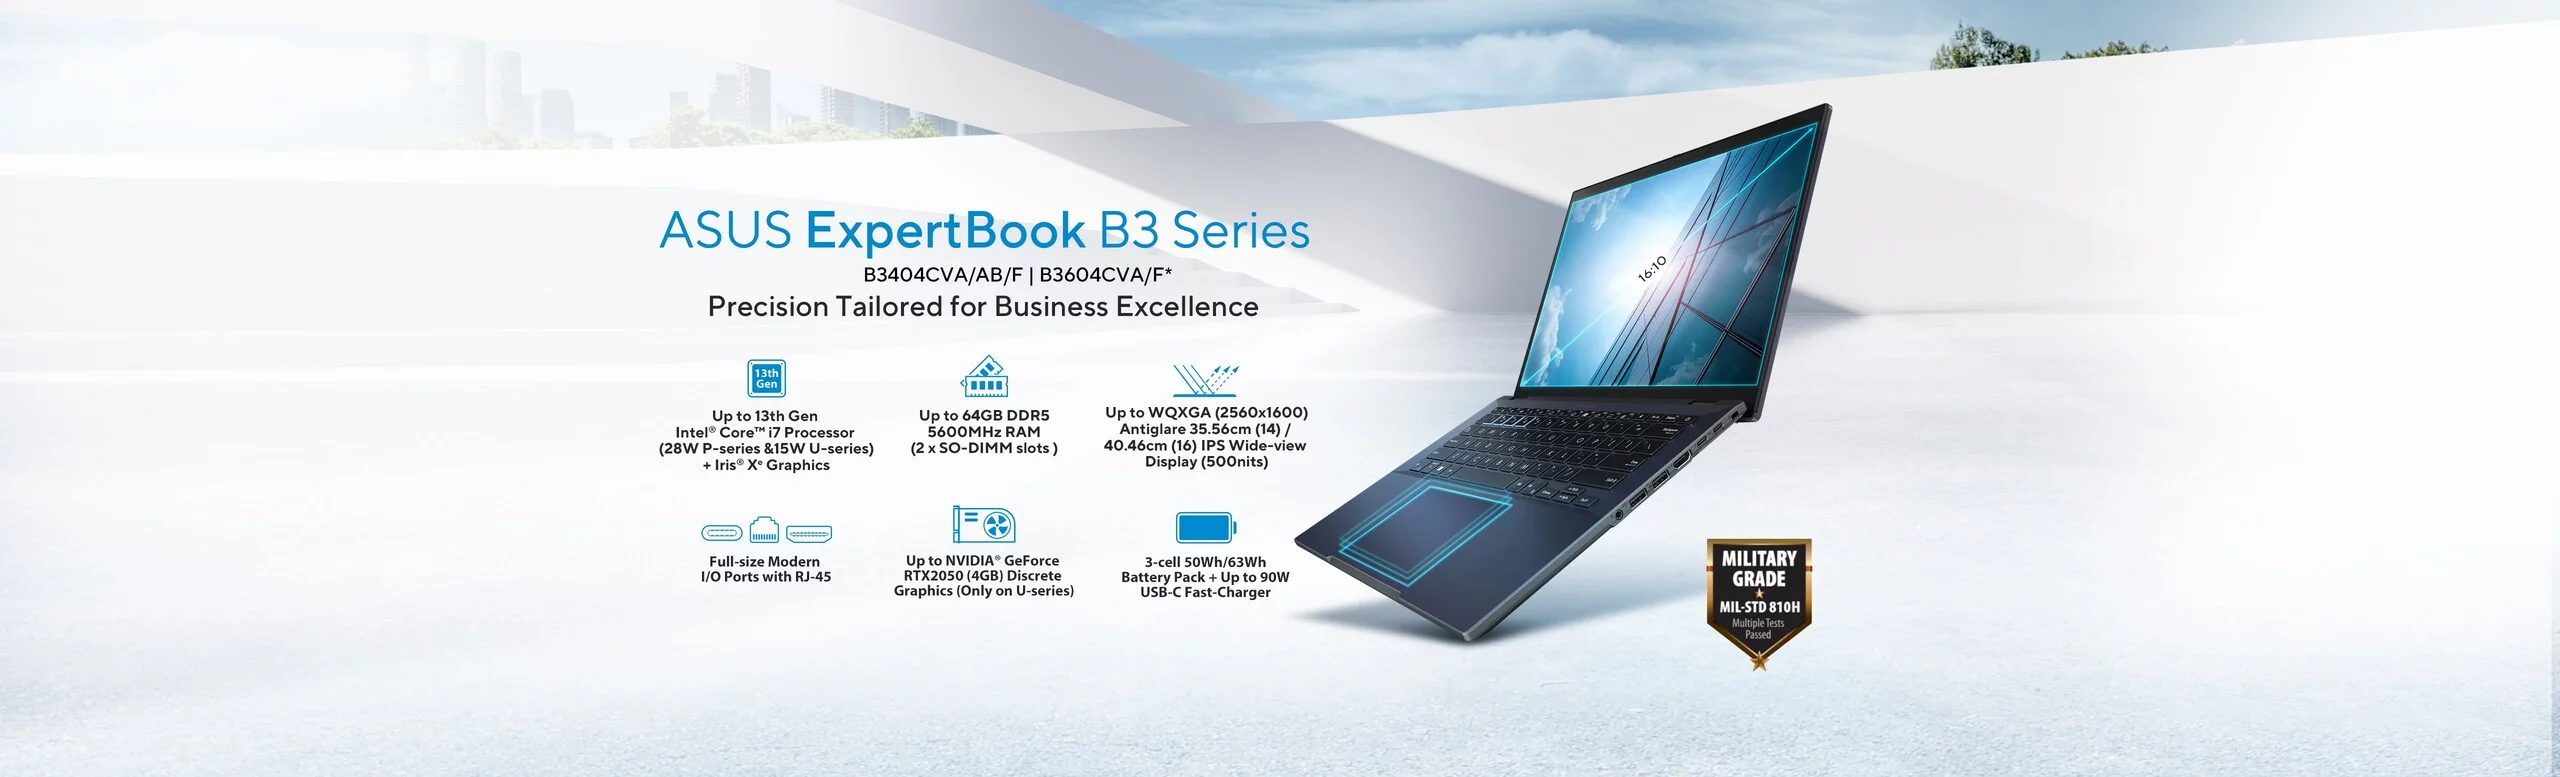 ASUS ExpertBook B3 Series
B3404CVA/AB/F | B3604CVA/F*
Precision Tailored for Business Excellence
13th
Gen
Up to 13th Gen
Intel® Core™ i7 Processor
(28W P-series &15W U-series)
+ Iris® Xᵉ Graphics
Up to 64GB DDR5
5600MHz RAM
(2 x SO-DIMM slots )
Up to WQXGA (2560x1600)
Antiglare 35.56cm (14) /
40.46cm (16) IPS Wide-view
Display (500nits)
Full-size Modern
I/O Ports with RJ-45
Up to NVIDIA® GeForce
RTX2050 (4GB) Discrete
Graphics (Only on U-series)
3-cell 50Wh/63Wh
Battery Pack + Up to 90W
USB-C Fast-Charger
16:10
MILITARY
GRADE
MIL-STD 810H
Multiple Tests
Passed